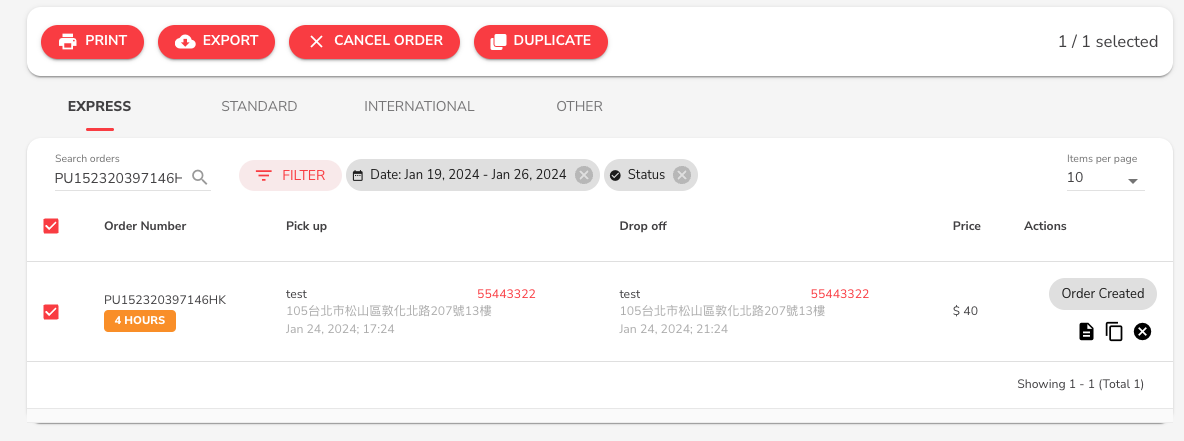 PRINT EXPORT CANCEL ORDER DUPLICATE 1 / 1 selected
EXPRESS STANDARD INTERNATIONAL OTHER
Search orders Items per page
PU152320397146H FILTER Date: Jan 19, 2024 - Jan 26, 2024 Status 10
Order Number Pick up Drop off Price Actions
test 55443322 test 55443322 Order Created
PU152320397146HK 105台北市松山區敦化北路207號13樓 105台北市松山區敦化北路207號13樓 $ 40
4 HOURS Jan 24, 2024; 17:24 Jan 24, 2024; 21:24
Showing 1 - 1 (Total 1)